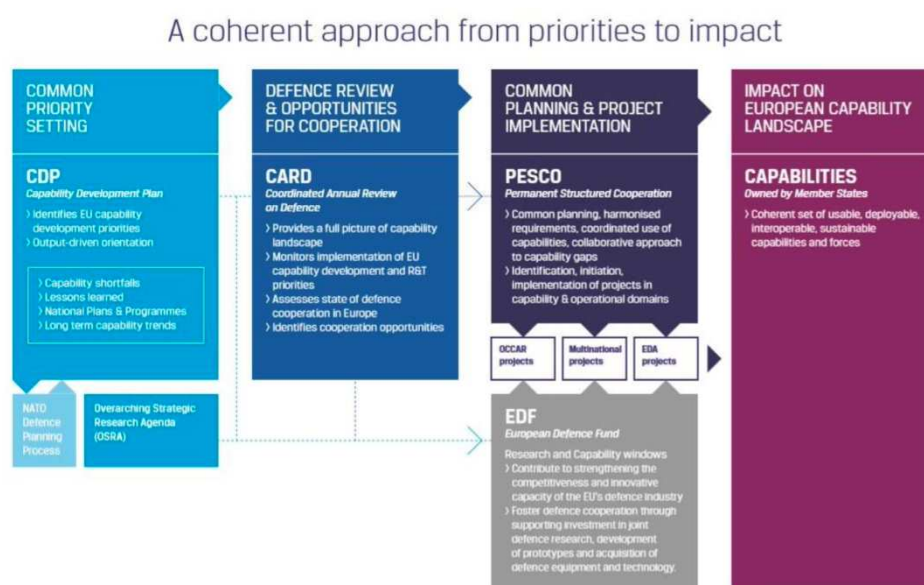 A coherent approach from priorities to impact
COMMON
PRIORITY
SETTING
CDP
Capability Development Plan
› Identifies EU capability
development priorities
› Output-driven orientation
› Capability shortfalls
› Lessons learned
› National Plans & Programmes
› Long term capability trends
NATO
Defence
Planning
Process
Overarching Strategic
Research Agenda
(OSRA)
DEFENCE REVIEW
& OPPORTUNITIES
FOR COOPERATION
CARD
Coordinated Annual Review
on Defence
› Provides a full picture of capability
landscape
› Monitors implementation of EU
capability development and R&T
priorities
› Assesses state of defence
cooperation in Europe
› Identifies cooperation opportunities
COMMON
PLANNING & PROJECT
IMPLEMENTATION
PESCO
Permanent Structured Cooperation
› Common planning, harmonised
requirements, coordinated use of
capabilities, collaborative approach
to capability gaps
› Identification, initiation,
implementation of projects in
capability & operational domains
OCCAR
projects
Multinational
projects
EDA
projects
EDF
European Defence Fund
Research and Capability windows
› Contribute to strengthening the
competitiveness and innovative
capacity of the EU's defence industry
› Foster defence cooperation through
supporting investment in joint
defence research, development
of prototypes and acquisition of
defence equipment and technology.
IMPACT ON
EUROPEAN CAPABILITY
LANDSCAPE
CAPABILITIES
Owned by Member States
› Coherent set of usable, deployable,
interoperable, sustainable
capabilities and forces